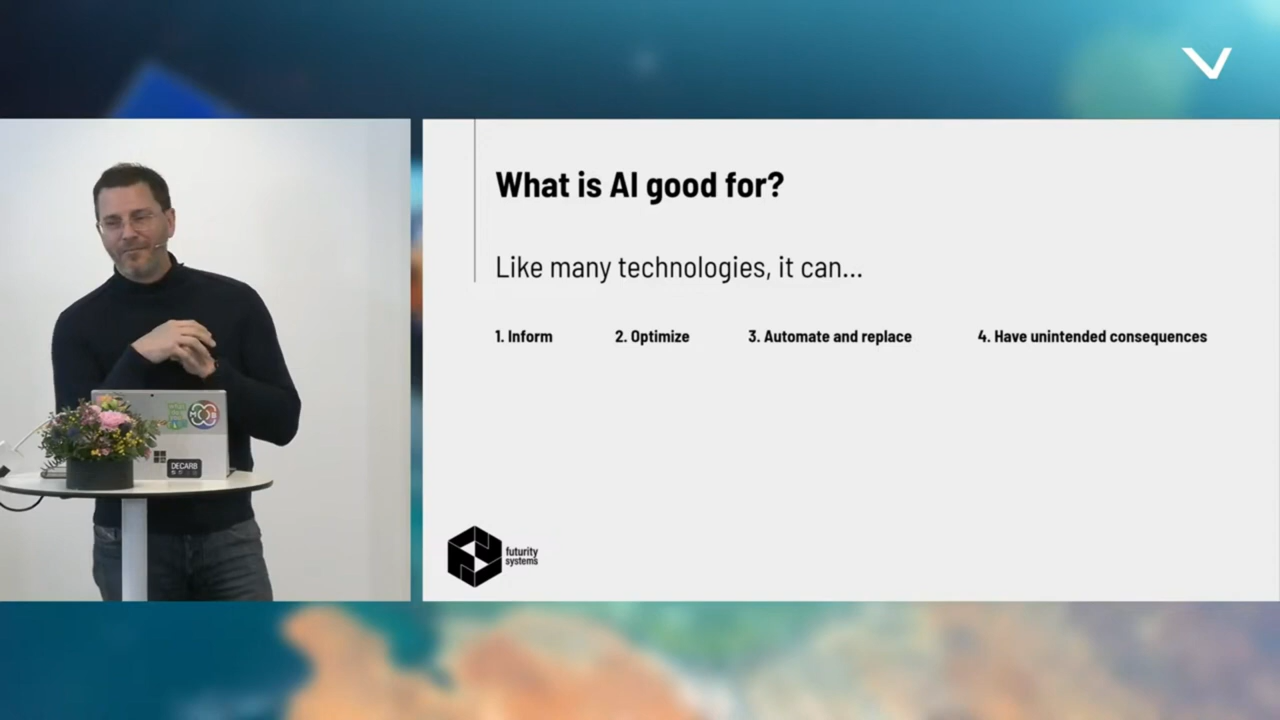 What is AI good for?
Like many technologies, it can...
1. Inform 2. Optimize 3. Automate and replace 4. Have unintended consequences
futurity
systems
DECARB